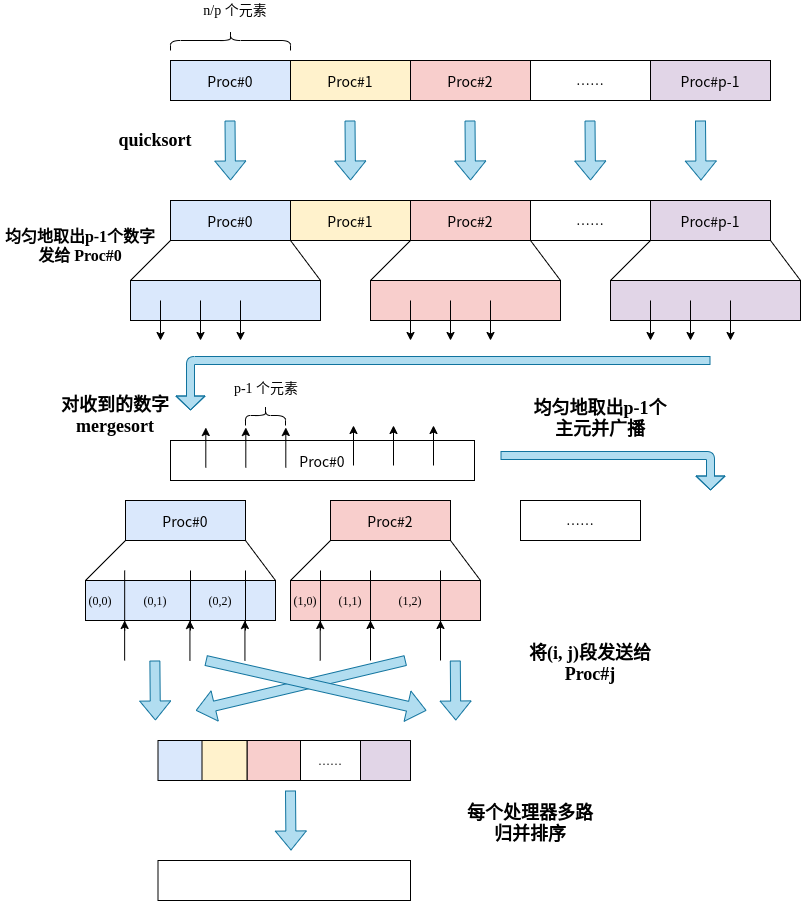 n/p 个元素
Proc#0 Proc#1 Proc#2 ...... Proc#p-1
quicksort
Proc#0 Proc#1 Proc#2 ...... Proc#p-1
均匀地取出p-1个数字
发给 Proc#0
p-1 个元素
对收到的数字
mergesort
均匀地取出p-1个
主元并广播
Proc#0
Proc#0 Proc#2 ......
(0,0) (0,1) (0,2) (1,0) (1,1) (1,2)
将(i, j)段发送给
Proc#j
......
每个处理器多路
归并排序